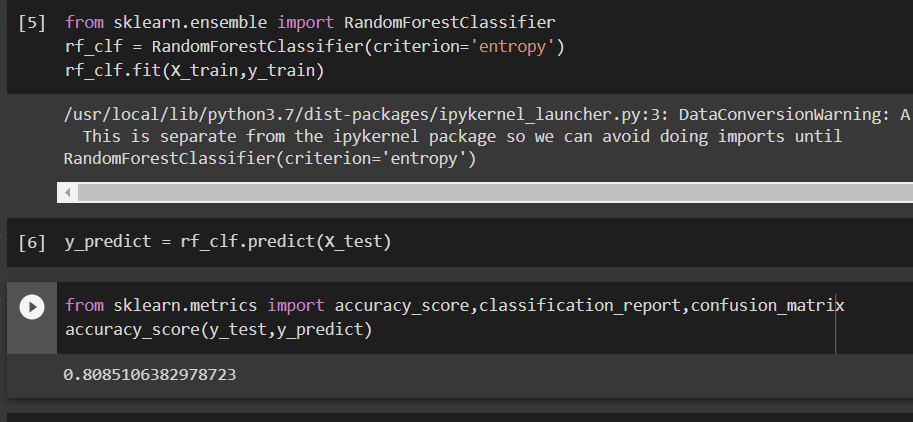 [5] from sklearn.ensemble import RandomForestClassifier
rf_clf = RandomForestClassifier(criterion='entropy')
rf_clf.fit(X_train,y_train)
/usr/local/lib/python3.7/dist-packages/ipykernel_launcher.py:3: DataConversionWarning: A
This is separate from the ipykernel package so we can avoid doing imports until
RandomForestClassifier(criterion='entropy')
[6] y_predict = rf_clf.predict(X_test)
from sklearn.metrics import accuracy_score,classification_report,confusion_matrix
accuracy_score(y_test,y_predict)
0.8085106382978723